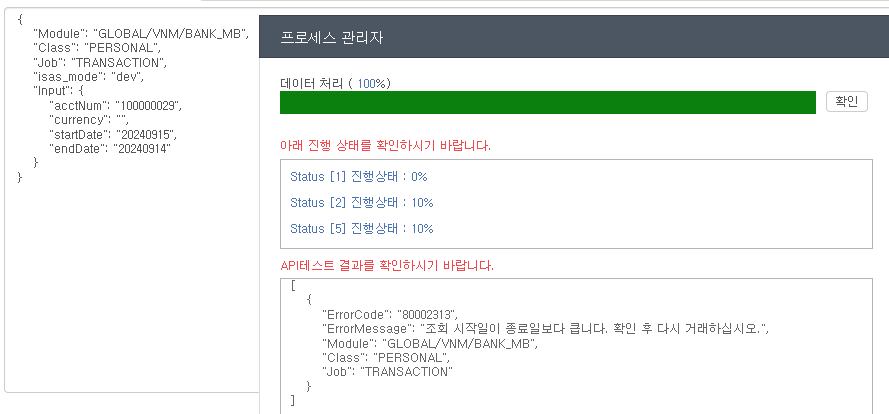 {
"Module": "GLOBAL/VNM/BANK_MB",
"Class": "PERSONAL",
"Job": "TRANSACTION",
"isas_mode": "dev",
"Input": {
"acctNum": "100000029",
"currency": "",
"startDate": "20240915",
"endDate": "20240914"
}
}
프로세스 관리자
데이터 처리 ( 100%)
확인
아래 진행 상태를 확인하시기 바랍니다.
Status [1] 진행상태 : 0%
Status [2] 진행상태 : 10%
Status [5] 진행상태 : 10%
API테스트 결과를 확인하시기 바랍니다.
[
{
"ErrorCode": "80002313",
"ErrorMessage": "조회 시작일이 종료일보다 큽니다. 확인 후 다시 거래하십시오.",
"Module": "GLOBAL/VNM/BANK_MB",
"Class": "PERSONAL",
"Job": "TRANSACTION"
}
]